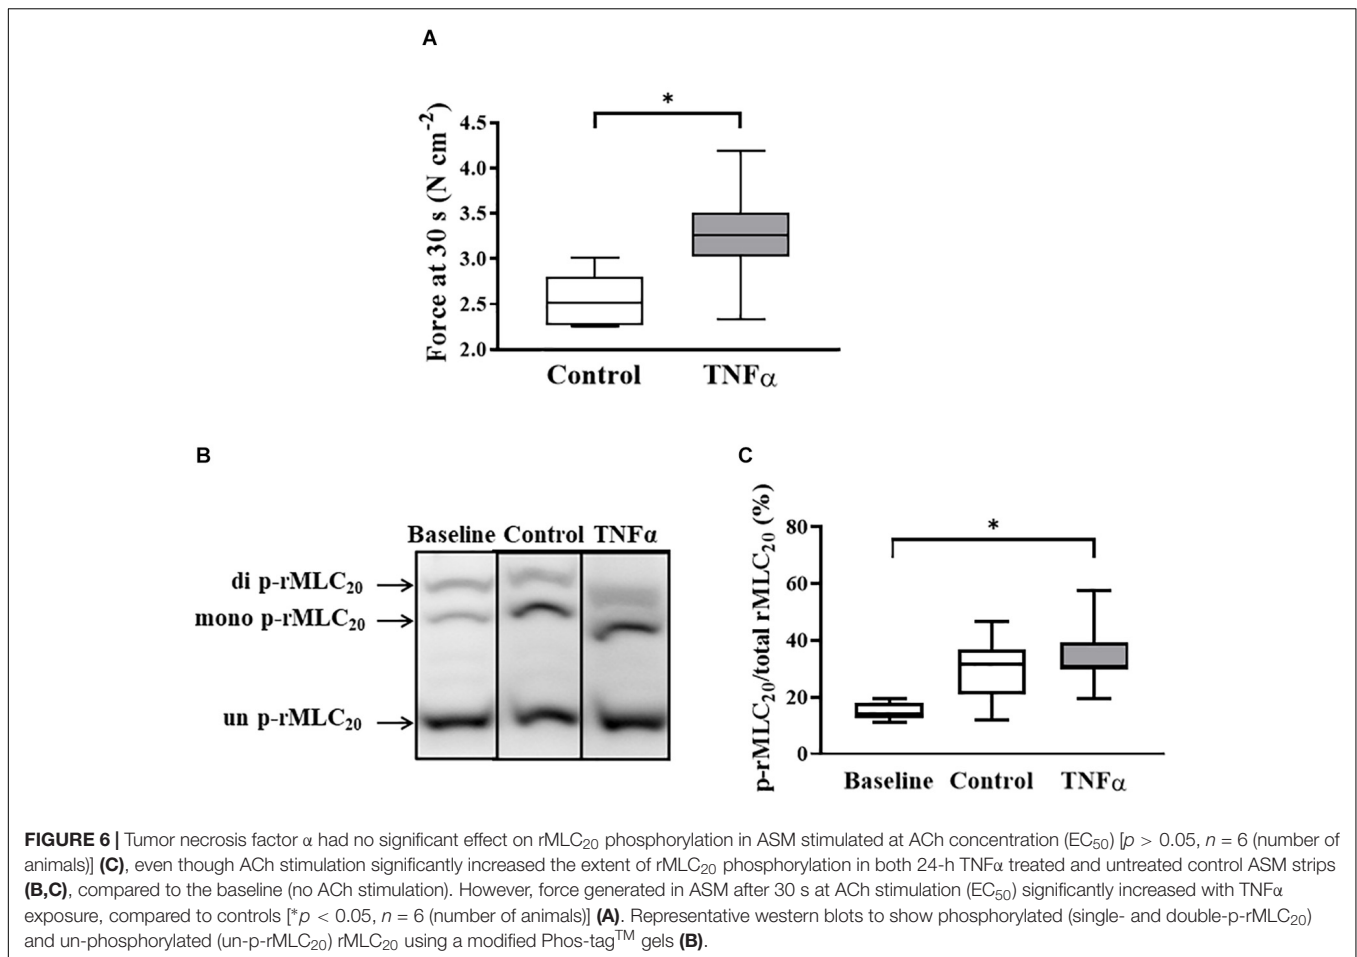 A
*
Force at 30 s (N cm⁻²)
4.5
4.0
3.5
3.0
2.5
2.0
Control TNFα
B
Baseline Control TNFα
di p-rMLC₂₀
mono p-rMLC₂₀
un p-rMLC₂₀
C
*
p-rMLC₂₀/total rMLC₂₀ (%)
80
60
40
20
0
Baseline Control TNFα
FIGURE 6 | Tumor necrosis factor α had no significant effect on rMLC₂₀ phosphorylation in ASM stimulated at ACh concentration (EC₅₀) [p > 0.05, n = 6 (number of
animals)] (C), even though ACh stimulation significantly increased the extent of rMLC₂₀ phosphorylation in both 24-h TNFα treated and untreated control ASM strips
(B,C), compared to the baseline (no ACh stimulation). However, force generated in ASM after 30 s at ACh stimulation (EC₅₀) significantly increased with TNFα
exposure, compared to controls [*p < 0.05, n = 6 (number of animals)] (A). Representative western blots to show phosphorylated (single- and double-p-rMLC₂₀)
and un-phosphorylated (un-p-rMLC₂₀) rMLC₂₀ using a modified Phos-tag™ gels (B).